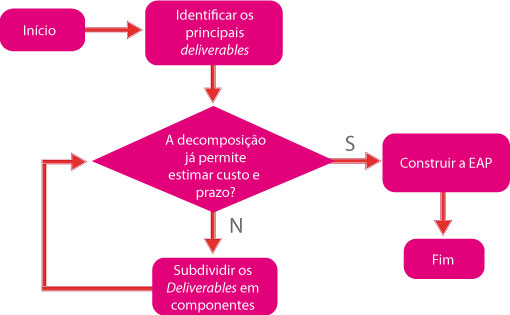 Início
Identificar os
principais
deliverables
A decomposição
já permite
estimar custo e
prazo?
S
Construir a EAP
N
Fim
Subdividir os
Deliverables em
componentes